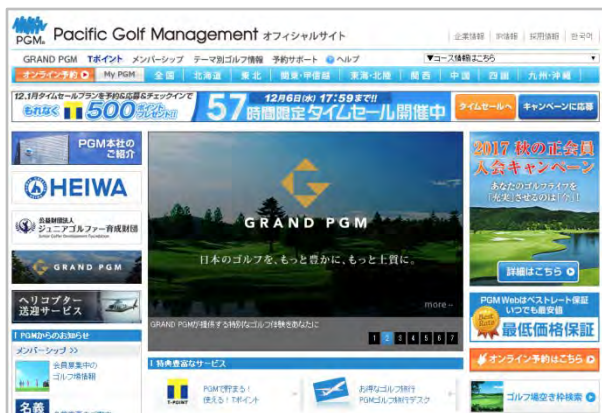 PGM. Pacific Golf Management オフィシャルサイト
企業情報 IR情報 採用情報 한국어
GRAND PGM Tポイント メンバーシップ テーマ別ゴルフ情報 予約サポート ヘルプ ▼コース情報はこちら
オンライン予約 My PGM 全国 北海道 東北 関東・甲信越 東海・北陸 関西 中国 四国 九州・沖縄
12.1月タイムセールプランを予約&応募&チェックインで
もれなく 500ポイントプレゼント!!
12月6日(水) 17:59まで!!
57時間限定タイムセール開催中
タイムセールへ
キャンペーンに応募
PGM本社の
ご紹介
HEIWA
公益財団法人
ジュニアゴルファー育成財団
GRAND PGM
ヘリコプター
送迎サービス
PGMからのお知らせ
メンバーシップ >>
会員募集中の
ゴルフ場情報
名義
GRAND PGM
日本のゴルフを、もっと豊かに、もっと上質に。
more
GRAND PGMが提供する特別なゴルフ体験をあなたに
1 2 3 4 5 6 7
特典豊富なサービス
T-POINT
PGMで貯まる!
使える!Tポイント
お得なゴルフ旅行
PGMゴルフ旅行デスク
2017 秋の正会員
入会キャンペーン
あなたのゴルフライフを
「充実」させるのは「今」!
詳細はこちら
PGM Webはベストレート保証
いつでも最安値
Best Rate
最低価格保証
オンライン予約はこちら
ゴルフ場空き枠検索